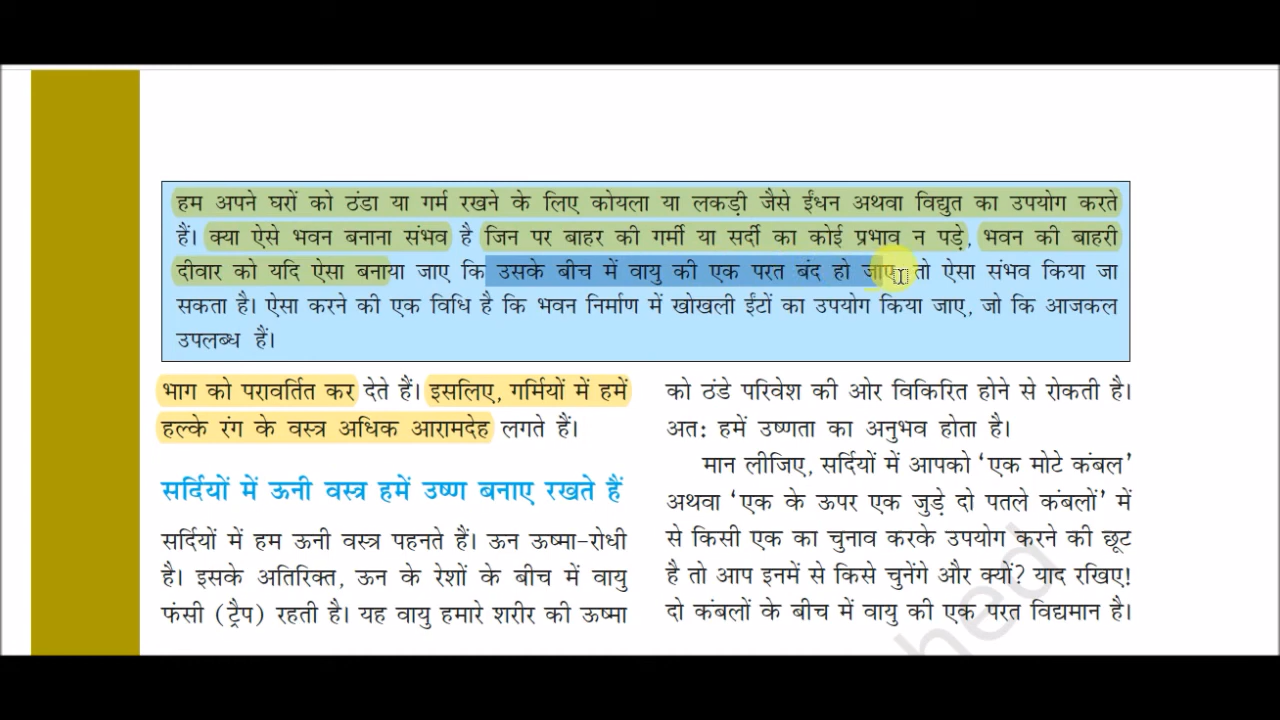 हम अपने घरों को ठंडा या गर्म रखने के लिए कोयला या लकड़ी जैसे ईंधन अथवा विद्युत का उपयोग करते
हैं। क्या ऐसे भवन बनाना संभव है जिन पर बाहर की गर्मी या सर्दी का कोई प्रभाव न पड़े, भवन की बाहरी
दीवार को यदि ऐसा बनाया जाए कि उसके बीच में वायु की एक परत बंद हो जाए, तो ऐसा संभव किया जा
सकता है। ऐसा करने की एक विधि है कि भवन निर्माण में खोखली ईंटों का उपयोग किया जाए, जो कि आजकल
उपलब्ध हैं।
भाग को परावर्तित कर देते हैं। इसलिए, गर्मियों में हमें
हल्के रंग के वस्त्र अधिक आरामदेह लगते हैं।
सर्दियों में ऊनी वस्त्र हमें उष्ण बनाए रखते हैं
सर्दियों में हम ऊनी वस्त्र पहनते हैं। ऊन ऊष्मा-रोधी
है। इसके अतिरिक्त, ऊन के रेशों के बीच में वायु
फंसी (ट्रैप) रहती है। यह वायु हमारे शरीर की ऊष्मा
को ठंडे परिवेश की ओर विकिरित होने से रोकती है।
अत: हमें उष्णता का अनुभव होता है।
मान लीजिए, सर्दियों में आपको ‘एक मोटे कंबल’
अथवा ‘एक के ऊपर एक जुड़े दो पतले कंबलों’ में
से किसी एक का चुनाव करके उपयोग करने की छूट
है तो आप इनमें से किसे चुनेंगे और क्यों? याद रखिए!
दो कंबलों के बीच में वायु की एक परत विद्यमान है।
hed